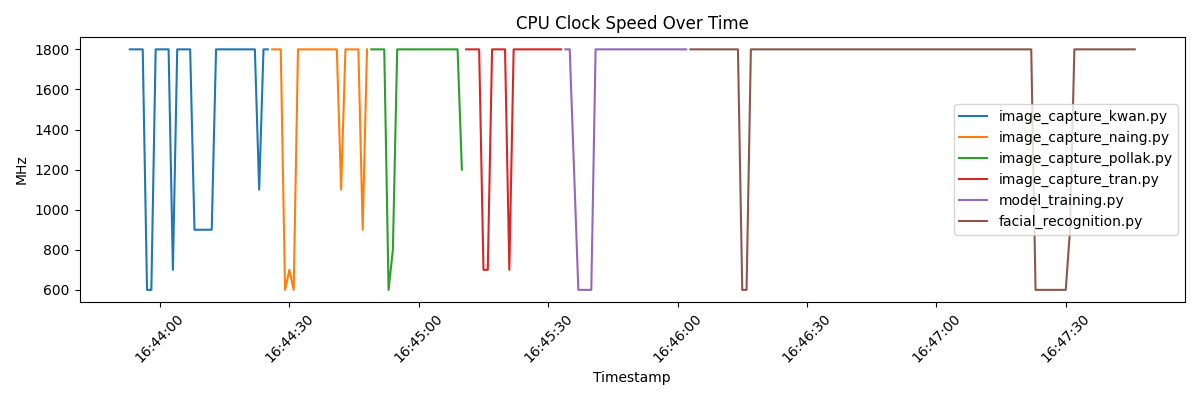 CPU Clock Speed Over Time
MHz
1800
1600
1400
1200
1000
800
600
image_capture_kwan.py
image_capture_naing.py
image_capture_pollak.py
image_capture_tran.py
model_training.py
facial_recognition.py
16:44:00
16:44:30
16:45:00
16:45:30
16:46:00
16:46:30
16:47:00
16:47:30
Timestamp